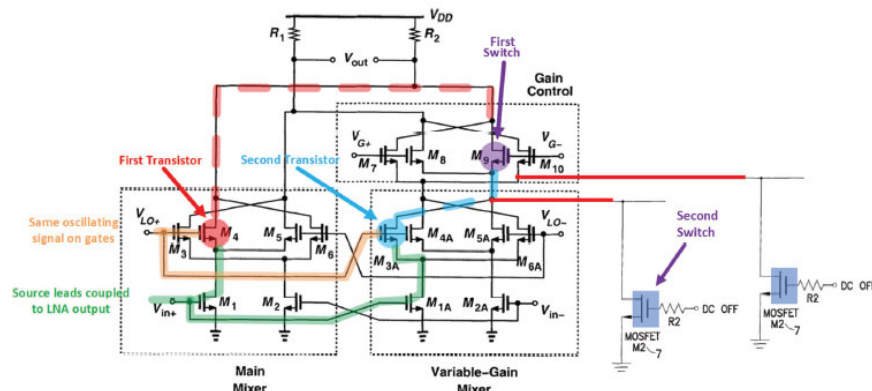 V_DD
R_1
R_2
V_out
First Switch
Gain Control
V_G+
V_G−
M_7
M_8
M_9
M_10
First Transistor
Second Transistor
V_LO+
M_3
M_4
M_5
M_6
M_3A
M_4A
M_5A
M_6A
V_LO−
Same oscillating signal on gates
Source leads coupled to LNA output
V_in+
M_1
M_2
M_1A
M_2A
V_in−
Main Mixer
Variable-Gain Mixer
Second Switch
R2
DC OFF
MOSFET
M2
7
R2
DC OFF
MOSFET
M2
7